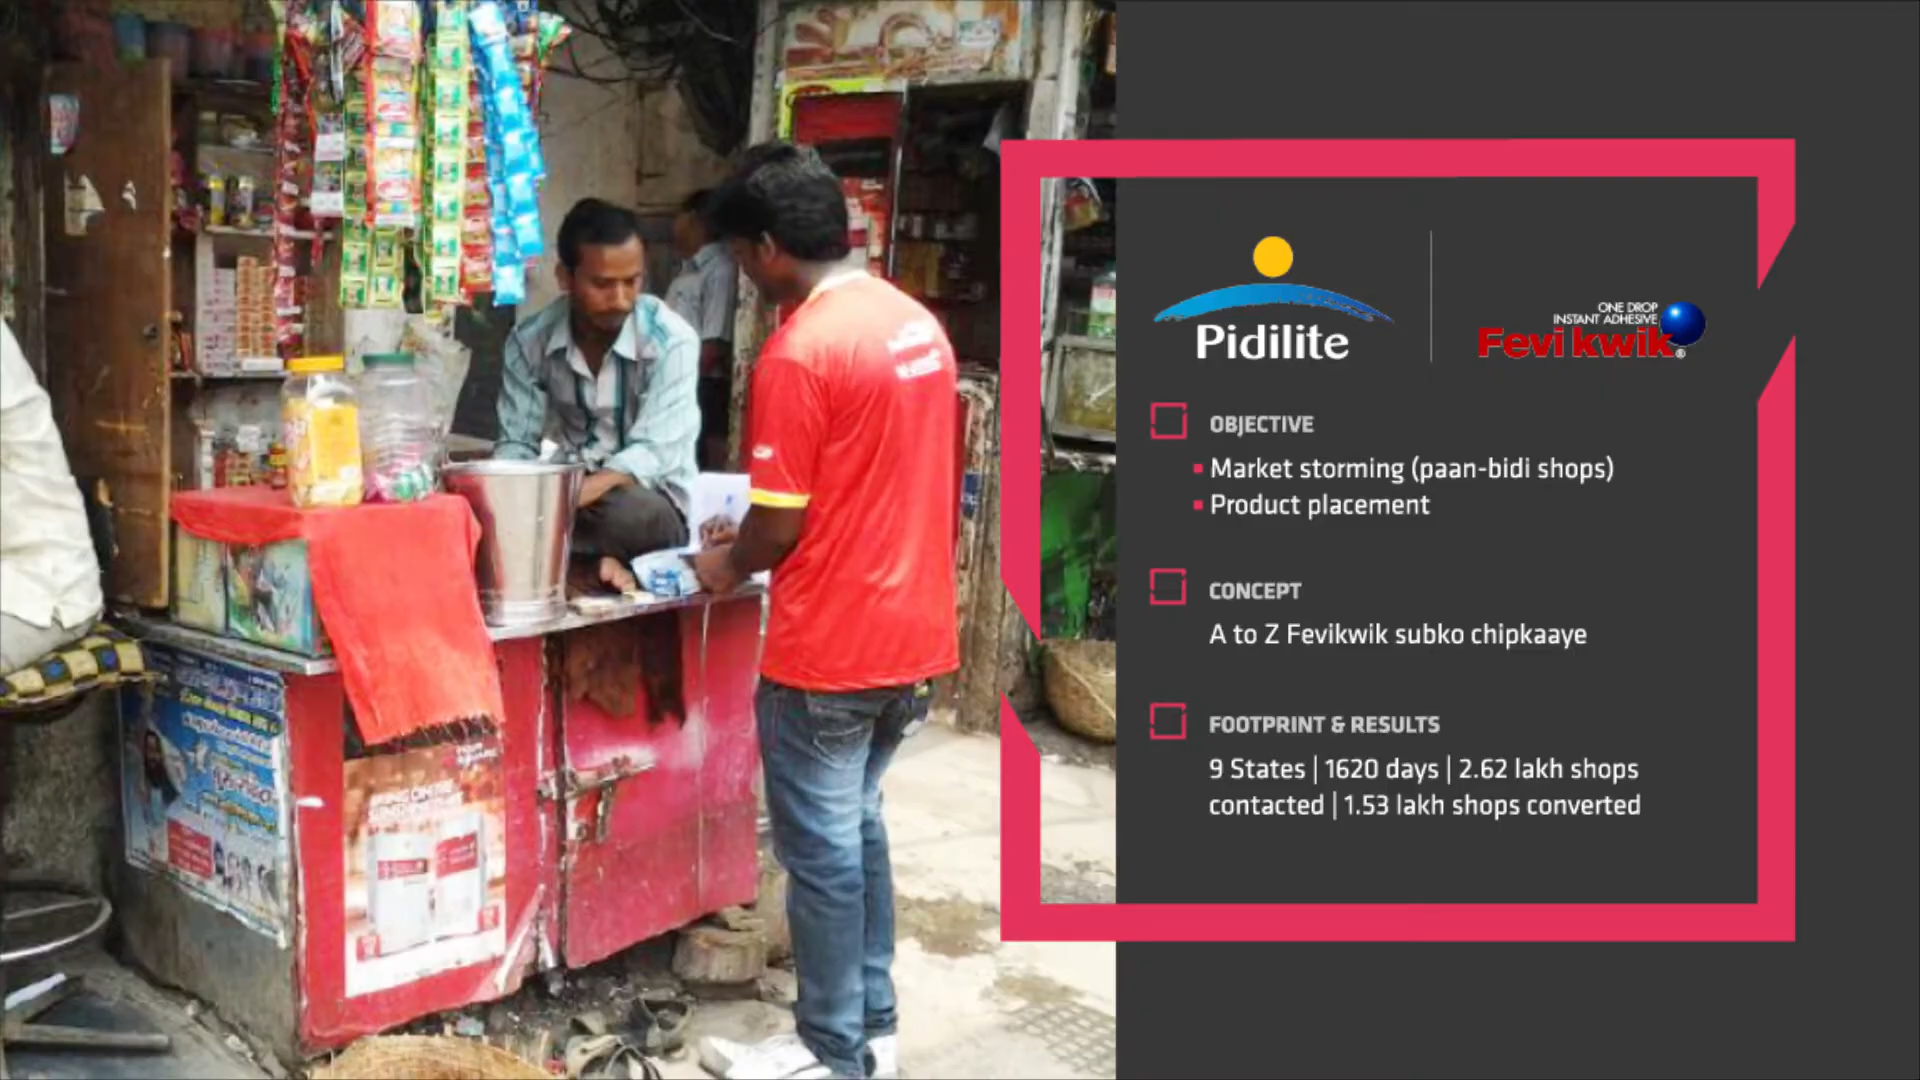 Pidilite
ONE DROP
INSTANT ADHESIVE
Fevi kwik®
OBJECTIVE
Market storming (paan-bidi shops)
Product placement
CONCEPT
A to Z Fevikwik subko chipkaaye
FOOTPRINT & RESULTS
9 States | 1620 days | 2.62 lakh shops
contacted | 1.53 lakh shops converted